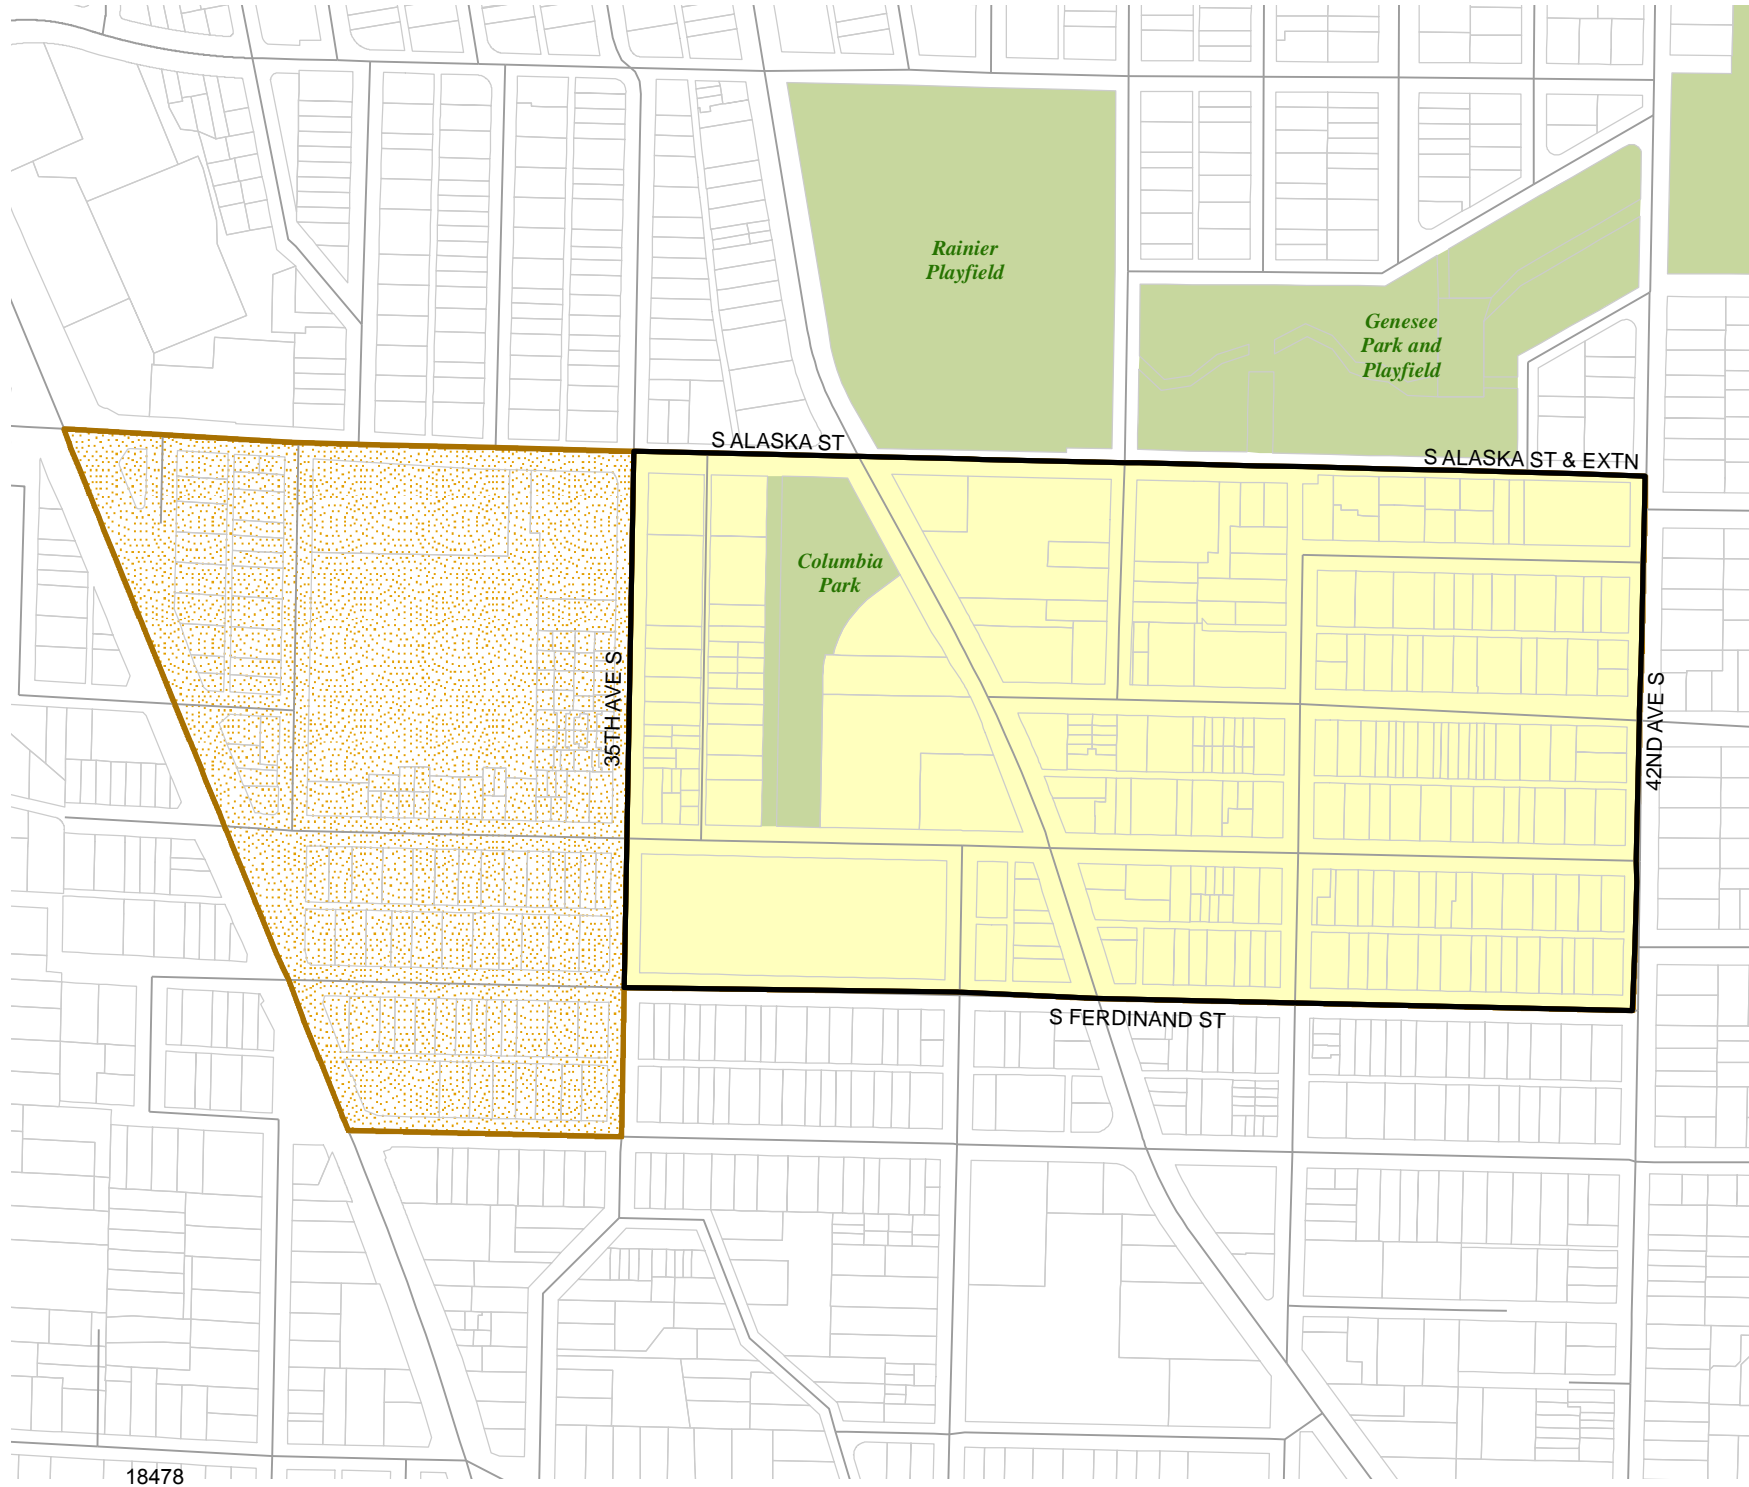 Rainier
Playfield
Genesee
Park and
Playfield
S ALASKA ST
S ALASKA ST & EXTN
Columbia
Park
35TH AVE S
42ND AVE S
S FERDINAND ST
18478